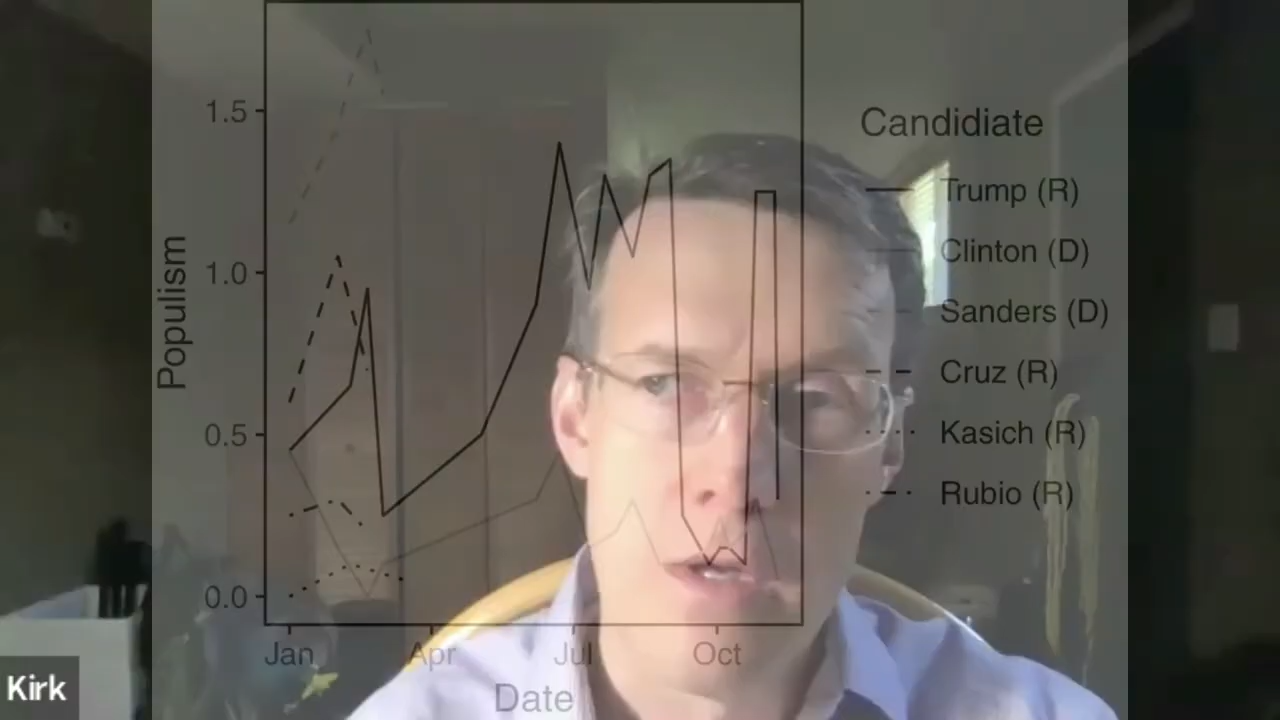 1.5
1.0
0.5
0.0
Populism
Jan Apr Jul Oct
Date
Candidiate
Trump (R)
Clinton (D)
Sanders (D)
Cruz (R)
Kasich (R)
Rubio (R)
Kirk